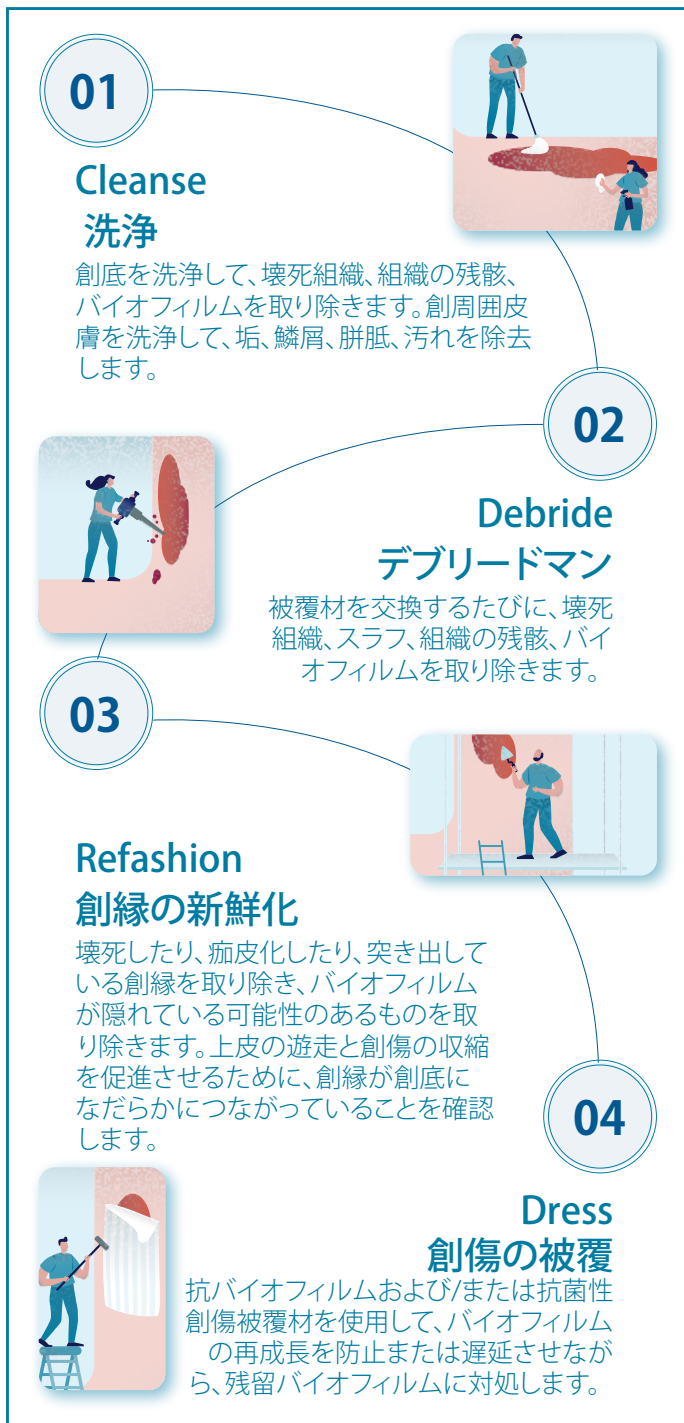 01
Cleanse
洗浄
創底を洗浄して、壊死組織、組織の残骸、
バイオフィルムを取り除きます。創周囲皮
膚を洗浄して、垢、鱗屑、胼胝、汚れを除去
します。
02
Debride
デブリードマン
被覆材を交換するたびに、壊死
組織、スラフ、組織の残骸、バイ
オフィルムを取り除きます。
03
Refashion
創縁の新鮮化
壊死したり、痂皮化したり、突き出して
いる創縁を取り除き、バイオフィルム
が隠れている可能性のあるものを取
り除きます。上皮の遊走と創傷の収縮
を促進させるために、創縁が創底に
なだらかにつながっていることを確認
します。
04
Dress
創傷の被覆
抗バイオフィルムおよび/または抗菌性
創傷被覆材を使用して、バイオフィルム
の再成長を防止または遅延させなが
ら、残留バイオフィルムに対処します。